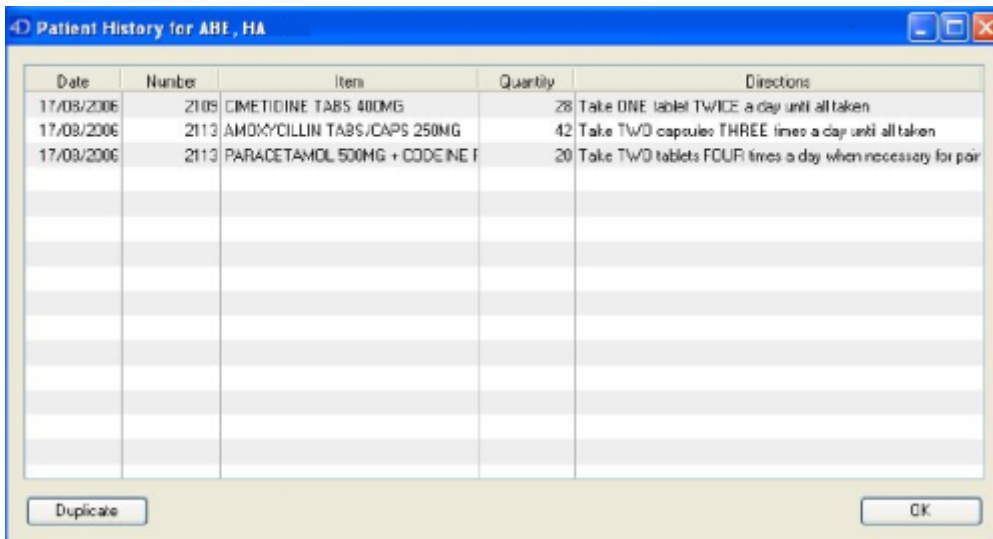 Patient History for ABE, HA
Date Number Item Quantity Directions
17/08/2006 2109 CIMETIDINE TABS 400MG 28 Take ONE tablet TWICE a day until all taken
17/08/2006 2113 AMOXYCILLIN TABS/CAPS 250MG 42 Take TWO capsules THREE times a day until all taken
17/08/2006 2113 PARACETAMOL 500MG + CODEINE F 20 Take TWO tablets FOUR times a day when necessary for pain
Duplicate OK